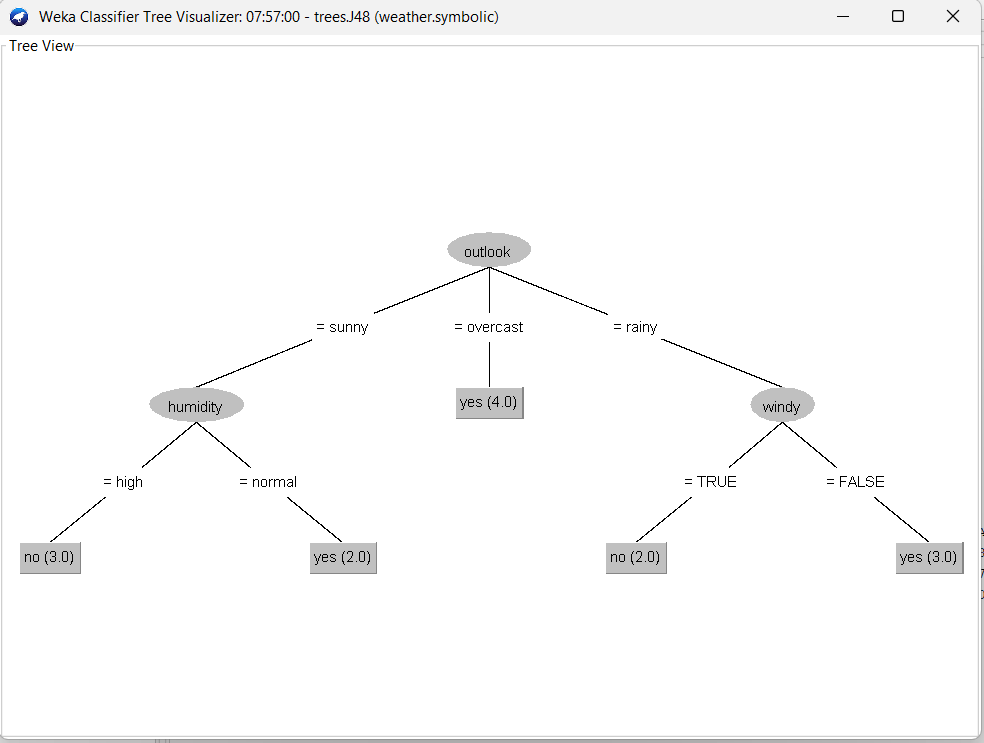 Weka Classifier Tree Visualizer: 07:57:00 - trees.J48 (weather.symbolic)
Tree View
outlook
= sunny
= overcast
= rainy
humidity
yes (4.0)
windy
= high
= normal
= TRUE
= FALSE
no (3.0)
yes (2.0)
no (2.0)
yes (3.0)